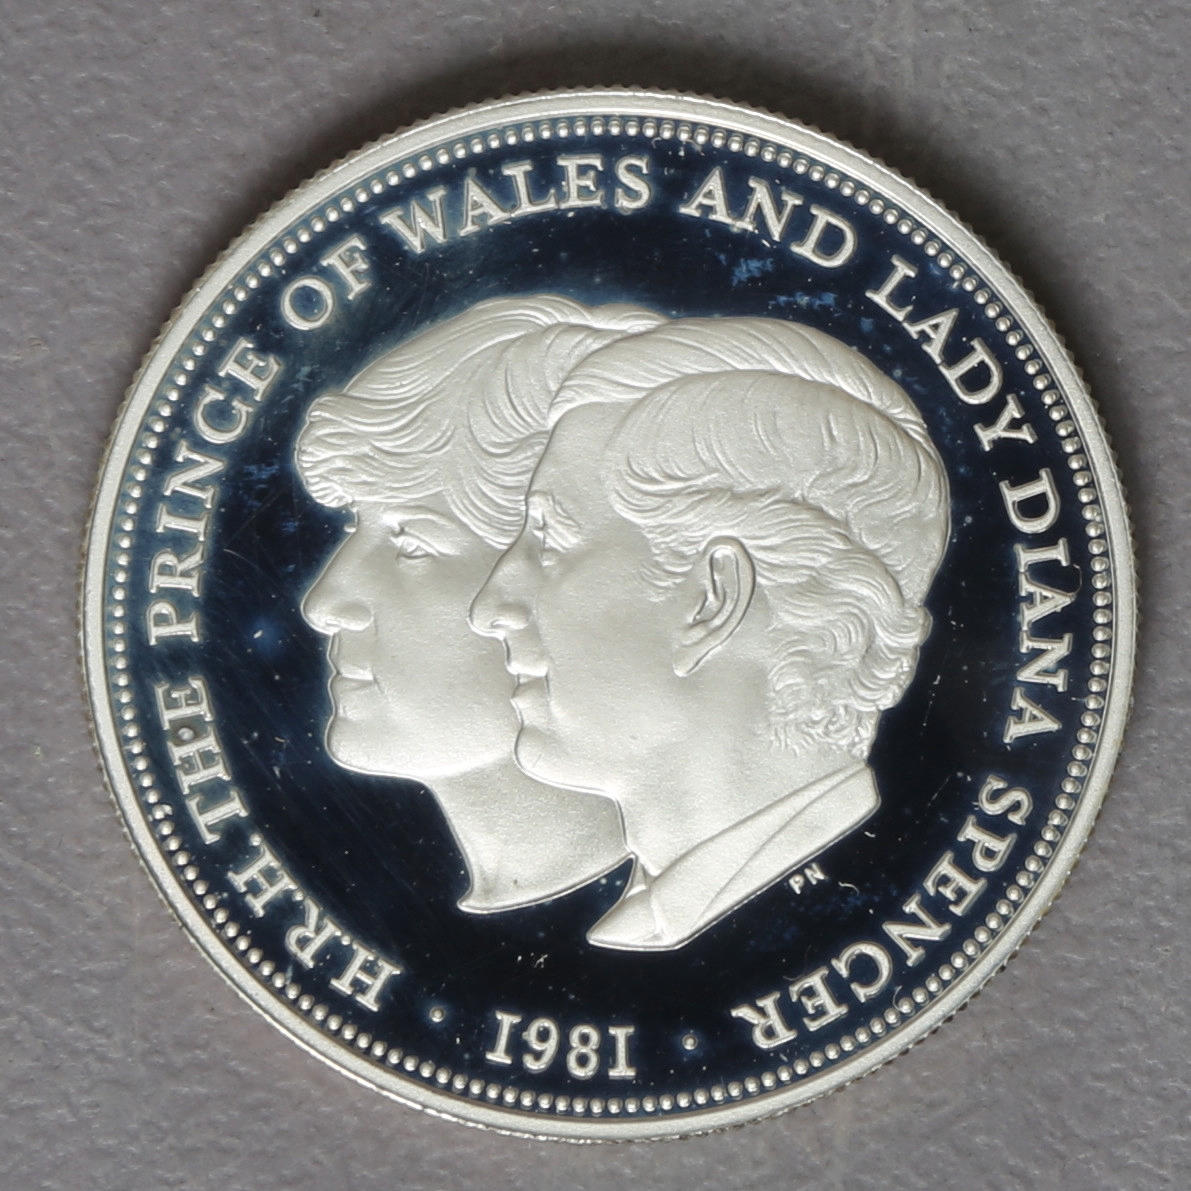 H.R.H. THE PRINCE OF WALES AND LADY DIANA SPENCER
· 1981 ·
PN